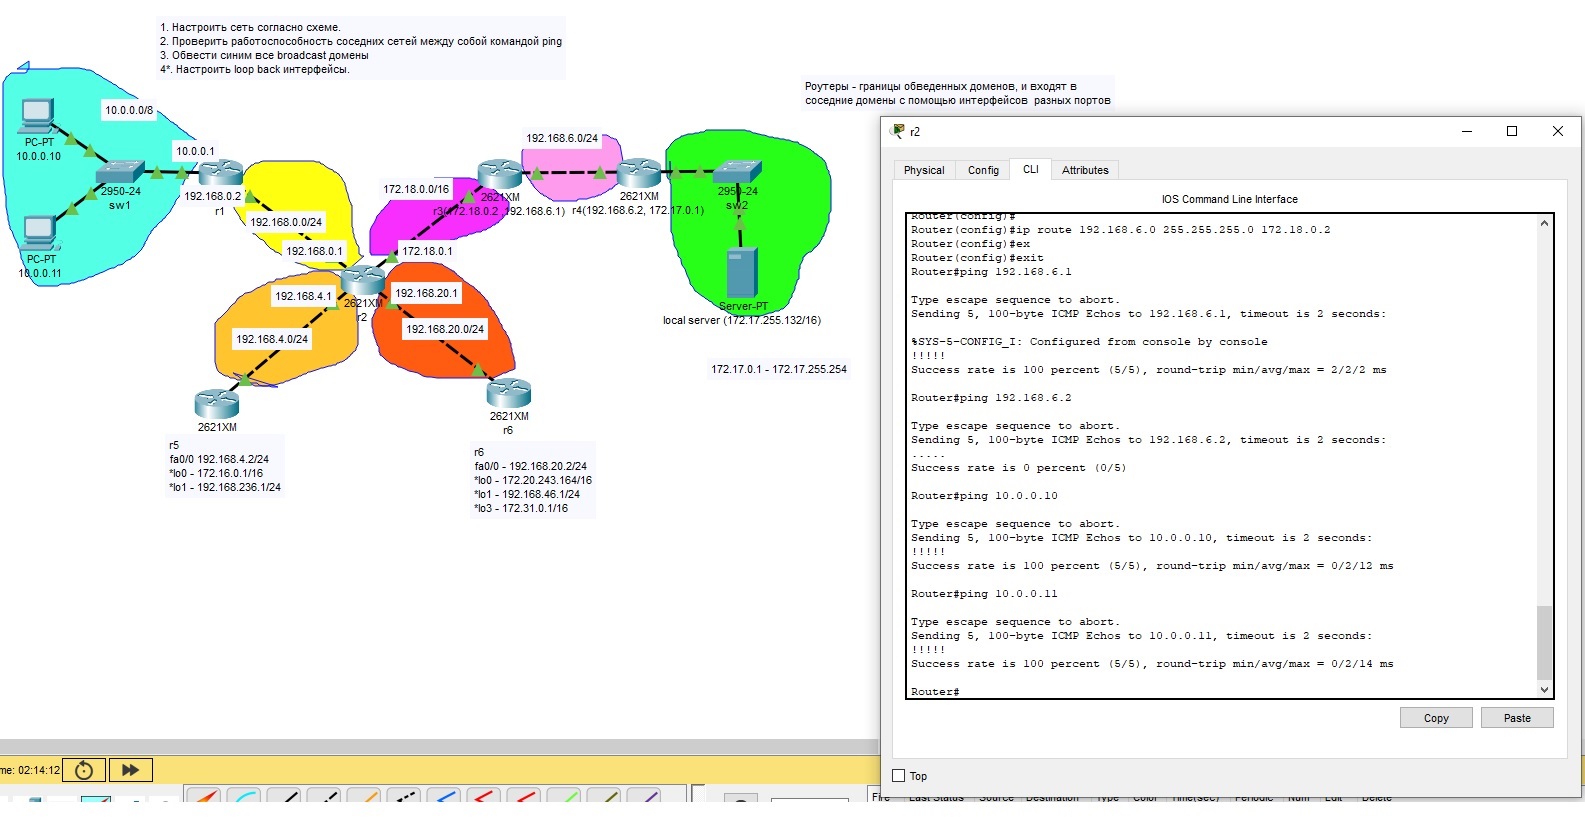 1. Настроить сеть согласно схеме.
2. Проверить работоспособность соседних сетей между собой командой ping
3. Обвести синим все broadcast домены
4*. Настроить loop back интерфейсы.
Роутеры - границы обведенных доменов, и входят в
соседние домены с помощью интерфейсов разных портов
10.0.0.0/8
PC-PT
10.0.0.10
10.0.0.1
2950-24
sw1
192.168.0.2
r1
PC-PT
10.0.0.11
192.168.0.0/24
192.168.0.1
172.18.0.0/16
172.18.0.1
192.168.6.0/24
2621XM
r3(172.18.0.2 ,192.168.6.1)
2621XM
r4(192.168.6.2, 172.17.0.1)
2950-24
sw2
Server-PT
local server (172.17.255.132/16)
172.17.0.1 - 172.17.255.254
192.168.4.1
2621XM
r2
192.168.20.1
192.168.4.0/24
192.168.20.0/24
2621XM
r5
fa0/0 192.168.4.2/24
*lo0 - 172.16.0.1/16
*lo1 - 192.168.236.1/24
2621XM
r6
r6
fa0/0 - 192.168.20.2/24
*lo0 - 172.20.243.164/16
*lo1 - 192.168.46.1/24
*lo3 - 172.31.0.1/16
r2
Physical
Config
CLI
Attributes
IOS Command Line Interface
Router(config)#
Router(config)#ip route 192.168.6.0 255.255.255.0 172.18.0.2
Router(config)#ex
Router(config)#exit
Router#ping 192.168.6.1
Type escape sequence to abort.
Sending 5, 100-byte ICMP Echos to 192.168.6.1, timeout is 2 seconds:
%SYS-5-CONFIG_I: Configured from console by console
!!!!!
Success rate is 100 percent (5/5), round-trip min/avg/max = 2/2/2 ms
Router#ping 192.168.6.2
Type escape sequence to abort.
Sending 5, 100-byte ICMP Echos to 192.168.6.2, timeout is 2 seconds:
.....
Success rate is 0 percent (0/5)
Router#ping 10.0.0.10
Type escape sequence to abort.
Sending 5, 100-byte ICMP Echos to 10.0.0.10, timeout is 2 seconds:
!!!!!
Success rate is 100 percent (5/5), round-trip min/avg/max = 0/2/12 ms
Router#ping 10.0.0.11
Type escape sequence to abort.
Sending 5, 100-byte ICMP Echos to 10.0.0.11, timeout is 2 seconds:
!!!!!
Success rate is 100 percent (5/5), round-trip min/avg/max = 0/2/14 ms
Router#
Copy
Paste
Top
me: 02:14:12
Fire Last Status Source Destination Type Color Time(sec) Periodic Num Edit Delete